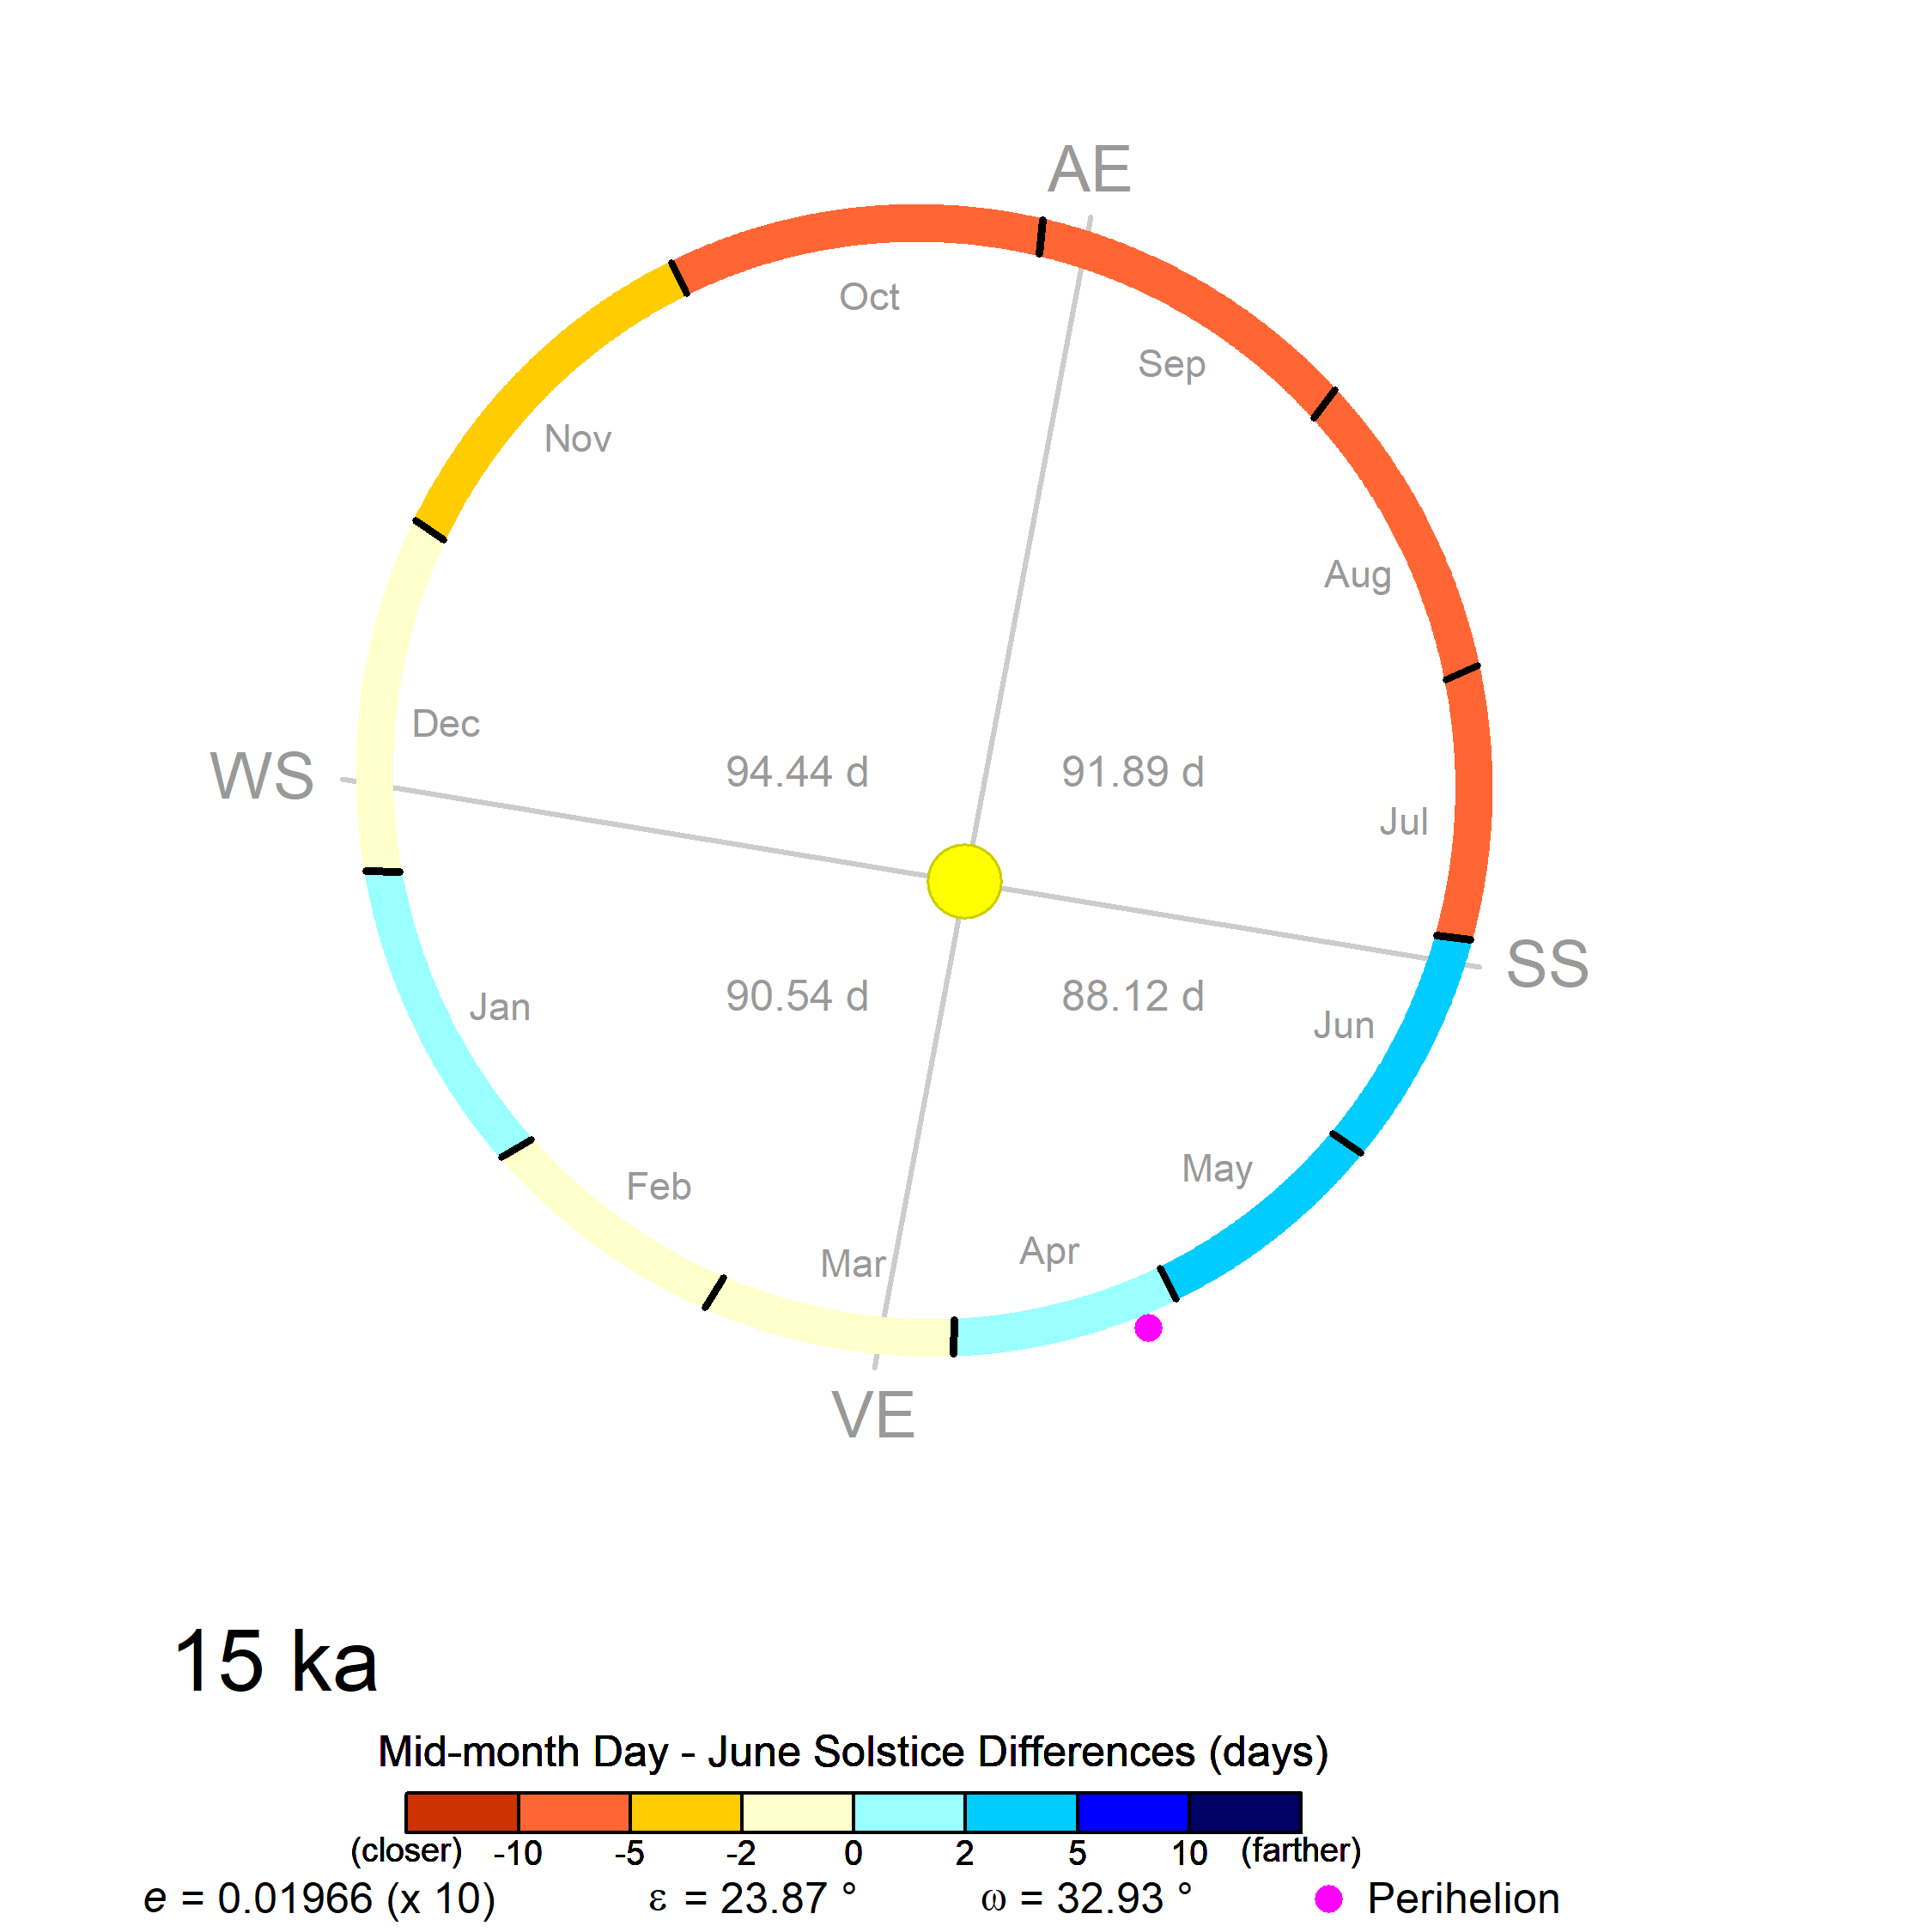 AE
Oct
Sep
Nov
Aug
WS
Dec
94.44 d
91.89 d
Jul
SS
Jan
90.54 d
88.12 d
Jun
Feb
May
Mar
Apr
VE
15 ka
Mid-month Day - June Solstice Differences (days)
(closer) -10 -5 -2 0 2 5 10 (farther)
e = 0.01966 (x 10) ε = 23.87 ° ω = 32.93 ° Perihelion